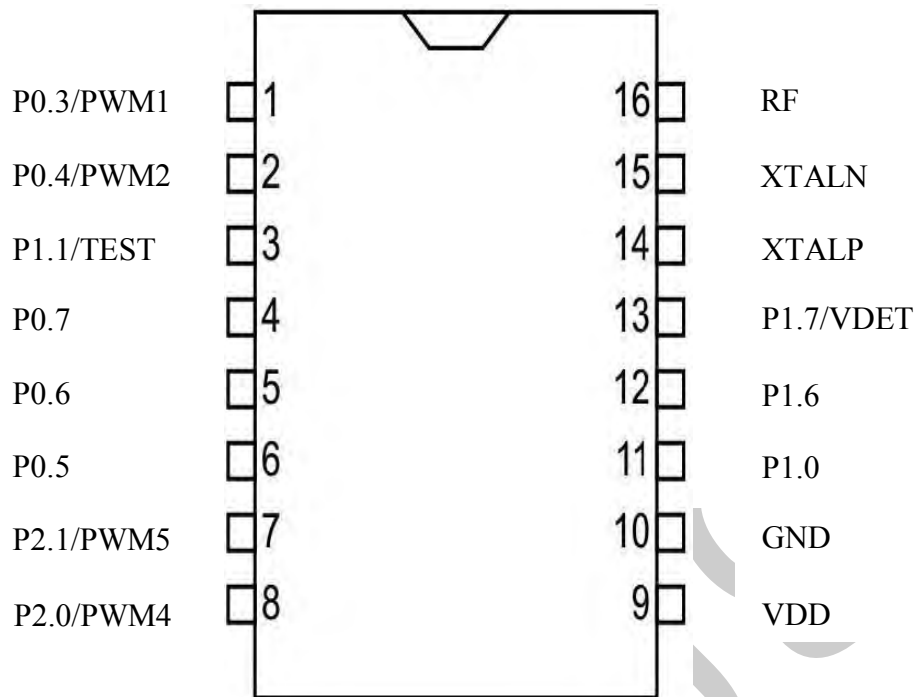 P0.3/PWM1 1 16 RF
P0.4/PWM2 2 15 XTALN
P1.1/TEST 3 14 XTALP
P0.7 4 13 P1.7/VDET
P0.6 5 12 P1.6
P0.5 6 11 P1.0
P2.1/PWM5 7 10 GND
P2.0/PWM4 8 9 VDD